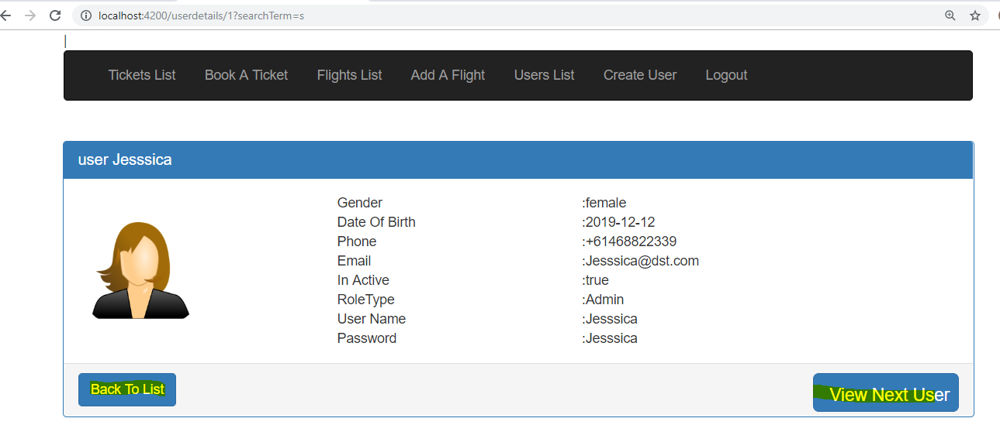 localhost:4200/userdetails/1?searchTerm=s
Tickets List Book A Ticket Flights List Add A Flight Users List Create User Logout
user Jesssica
Gender :female
Date Of Birth :2019-12-12
Phone :+61468822339
Email :Jesssica@dst.com
In Active :true
RoleType :Admin
User Name :Jesssica
Password :Jesssica
Back To List View Next User